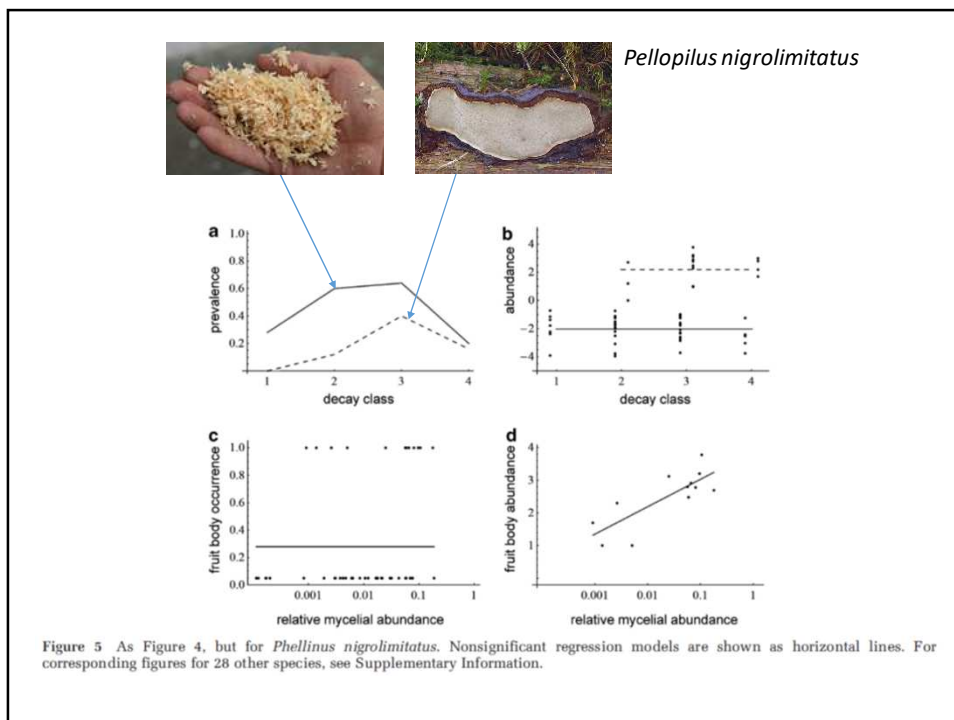 Pellopilus nigrolimitatus
a
1.0
0.8
0.6
0.4
0.2
prevalence
1 2 3 4
decay class
b
4
2
0
−2
−4
abundance
1 2 3 4
decay class
c
1.0
0.8
0.6
0.4
0.2
0.0
fruit body occurrence
0.001 0.01 0.1 1
relative mycelial abundance
d
4
3
2
1
fruit body abundance
0.001 0.01 0.1 1
relative mycelial abundance
Figure 5 As Figure 4, but for Phellinus nigrolimitatus. Nonsignificant regression models are shown as horizontal lines. For
corresponding figures for 28 other species, see Supplementary Information.